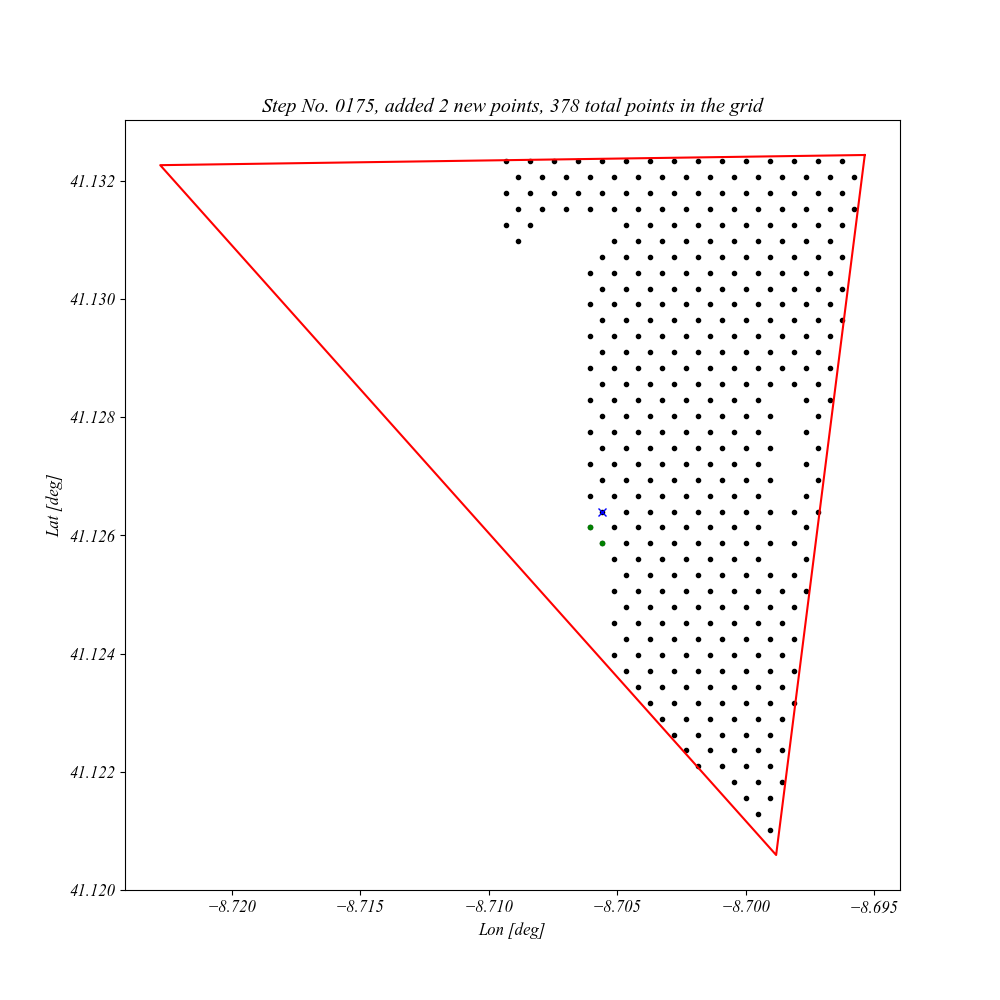 Step No. 0175, added 2 new points, 378 total points in the grid
41.132
41.130
41.128
41.126
41.124
41.122
41.120
Lat [deg]
−8.720 −8.715 −8.710 −8.705 −8.700 −8.695
Lon [deg]